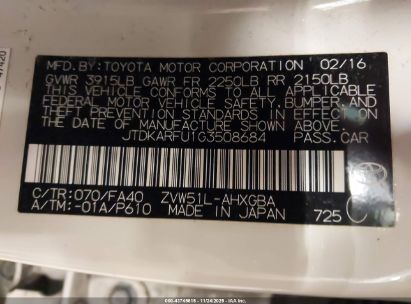 MFD.BY:TOYOTA MOTOR CORPORATION 02/16
GVWR 3915LB GAWR FR 2250LB RR 2150LB
THIS VEHICLE CONFORMS TO ALL APPLICABLE
FEDERAL MOTOR VEHICLE SAFETY, BUMPER, AND
THEFT PREVENTION STANDARDS IN EFFECT ON
THE DATE OF MANUFACTURE SHOWN ABOVE.
JTDKARFU1G3508684 PASS.CAR
C/TR:070/FA40 ZVW51L-AHXGBA
A/TM:-01A/P610 MADE IN JAPAN 725